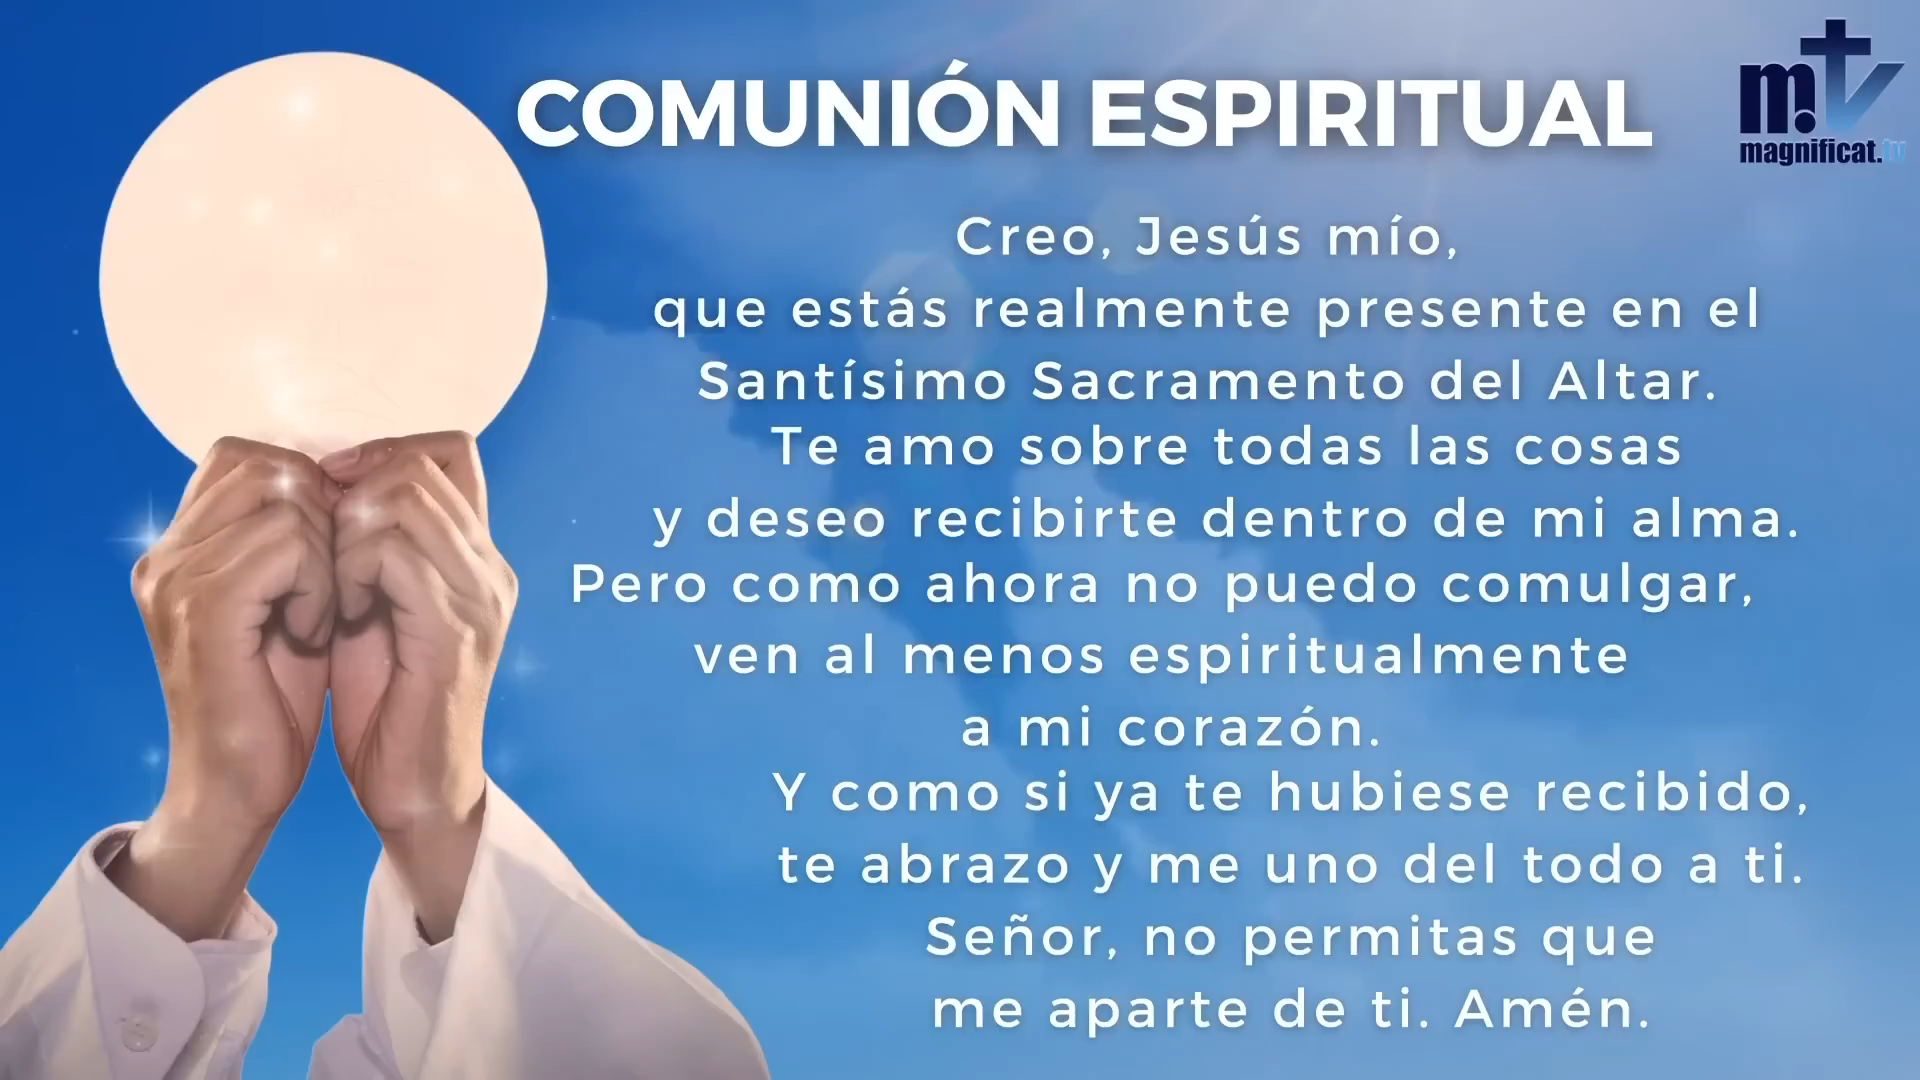 COMUNIÓN ESPIRITUAL
magnificat.tv
Creo, Jesús mío,
que estás realmente presente en el
Santísimo Sacramento del Altar.
Te amo sobre todas las cosas
y deseo recibirte dentro de mi alma.
Pero como ahora no puedo comulgar,
ven al menos espiritualmente
a mi corazón.
Y como si ya te hubiese recibido,
te abrazo y me uno del todo a ti.
Señor, no permitas que
me aparte de ti. Amén.